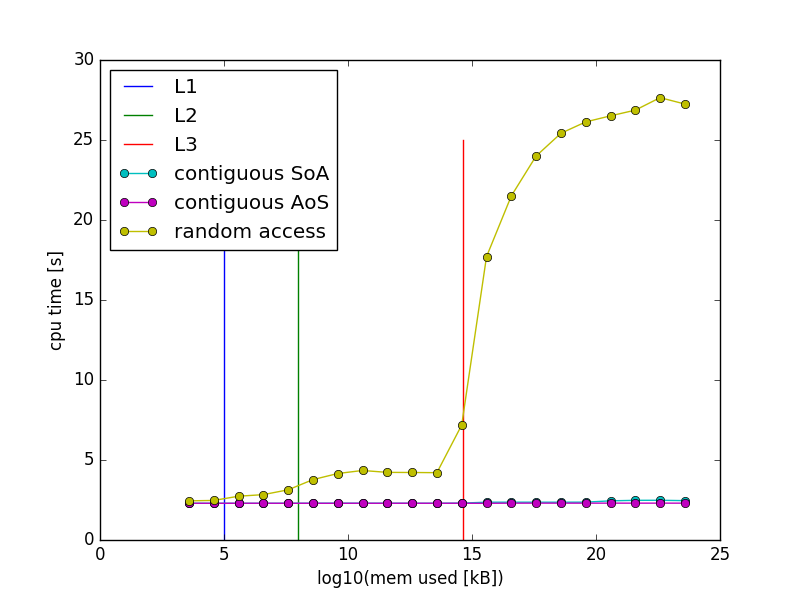 30
25
20
15
10
5
0
cpu time [s]
L1
L2
L3
contiguous SoA
contiguous AoS
random access
0 5 10 15 20 25
log10(mem used [kB])